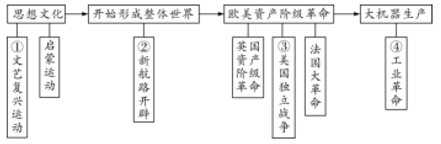 思想文化
开始形成整体世界
欧美资产阶级革命
大机器生产
①文艺复兴运动
启蒙运动
②新航路开辟
英国资产阶级革命
③美国独立战争
法国大革命
④工业革命